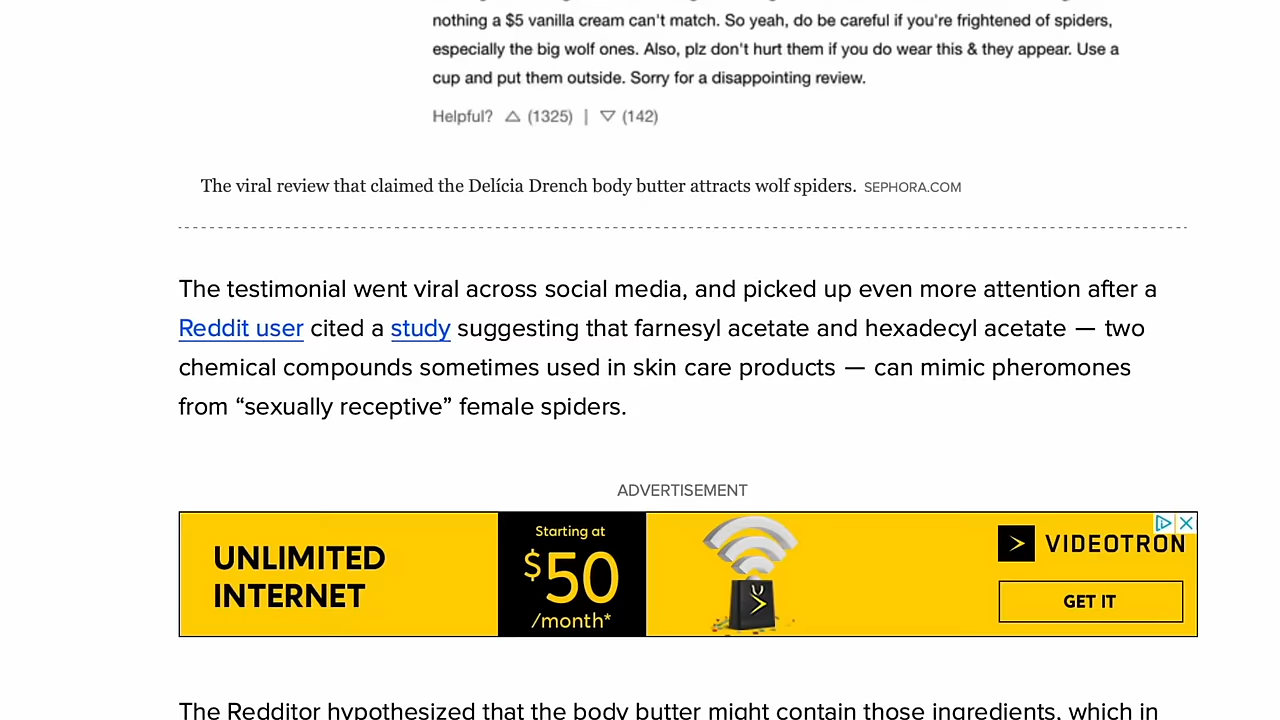 nothing a $5 vanilla cream can't match. So yeah, do be careful if you're frightened of spiders,
especially the big wolf ones. Also, plz don't hurt them if you do wear this & they appear. Use a
cup and put them outside. Sorry for a disappointing review.
Helpful? △ (1325) | ▽ (142)
The viral review that claimed the Delícia Drench body butter attracts wolf spiders. SEPHORA.COM
The testimonial went viral across social media, and picked up even more attention after a
Reddit user cited a study suggesting that farnesyl acetate and hexadecyl acetate — two
chemical compounds sometimes used in skin care products — can mimic pheromones
from “sexually receptive” female spiders.
ADVERTISEMENT
UNLIMITED
INTERNET
Starting at
$50
/month*
VIDEOTRON
GET IT
The Redditor hypothesized that the body butter might contain those ingredients, which in